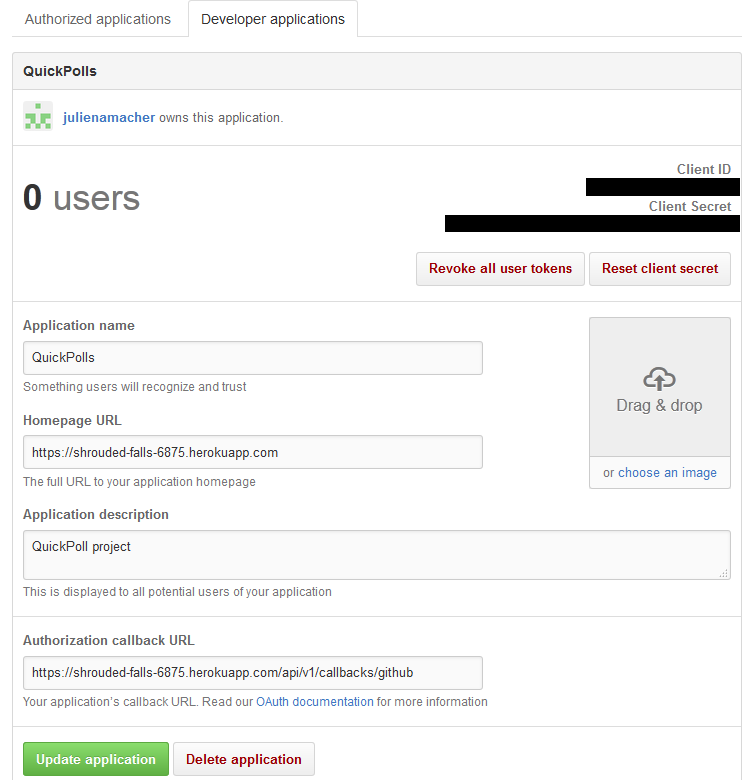 Authorized applications
Developer applications
QuickPolls
julienamacher owns this application.
0 users
Client ID
Client Secret
Revoke all user tokens
Reset client secret
Application name
QuickPolls
Something users will recognize and trust
Drag & drop
or choose an image
Homepage URL
https://shrouded-falls-6875.herokuapp.com
The full URL to your application homepage
Application description
QuickPoll project
This is displayed to all potential users of your application
Authorization callback URL
https://shrouded-falls-6875.herokuapp.com/api/v1/callbacks/github
Your application's callback URL. Read our OAuth documentation for more information
Update application
Delete application